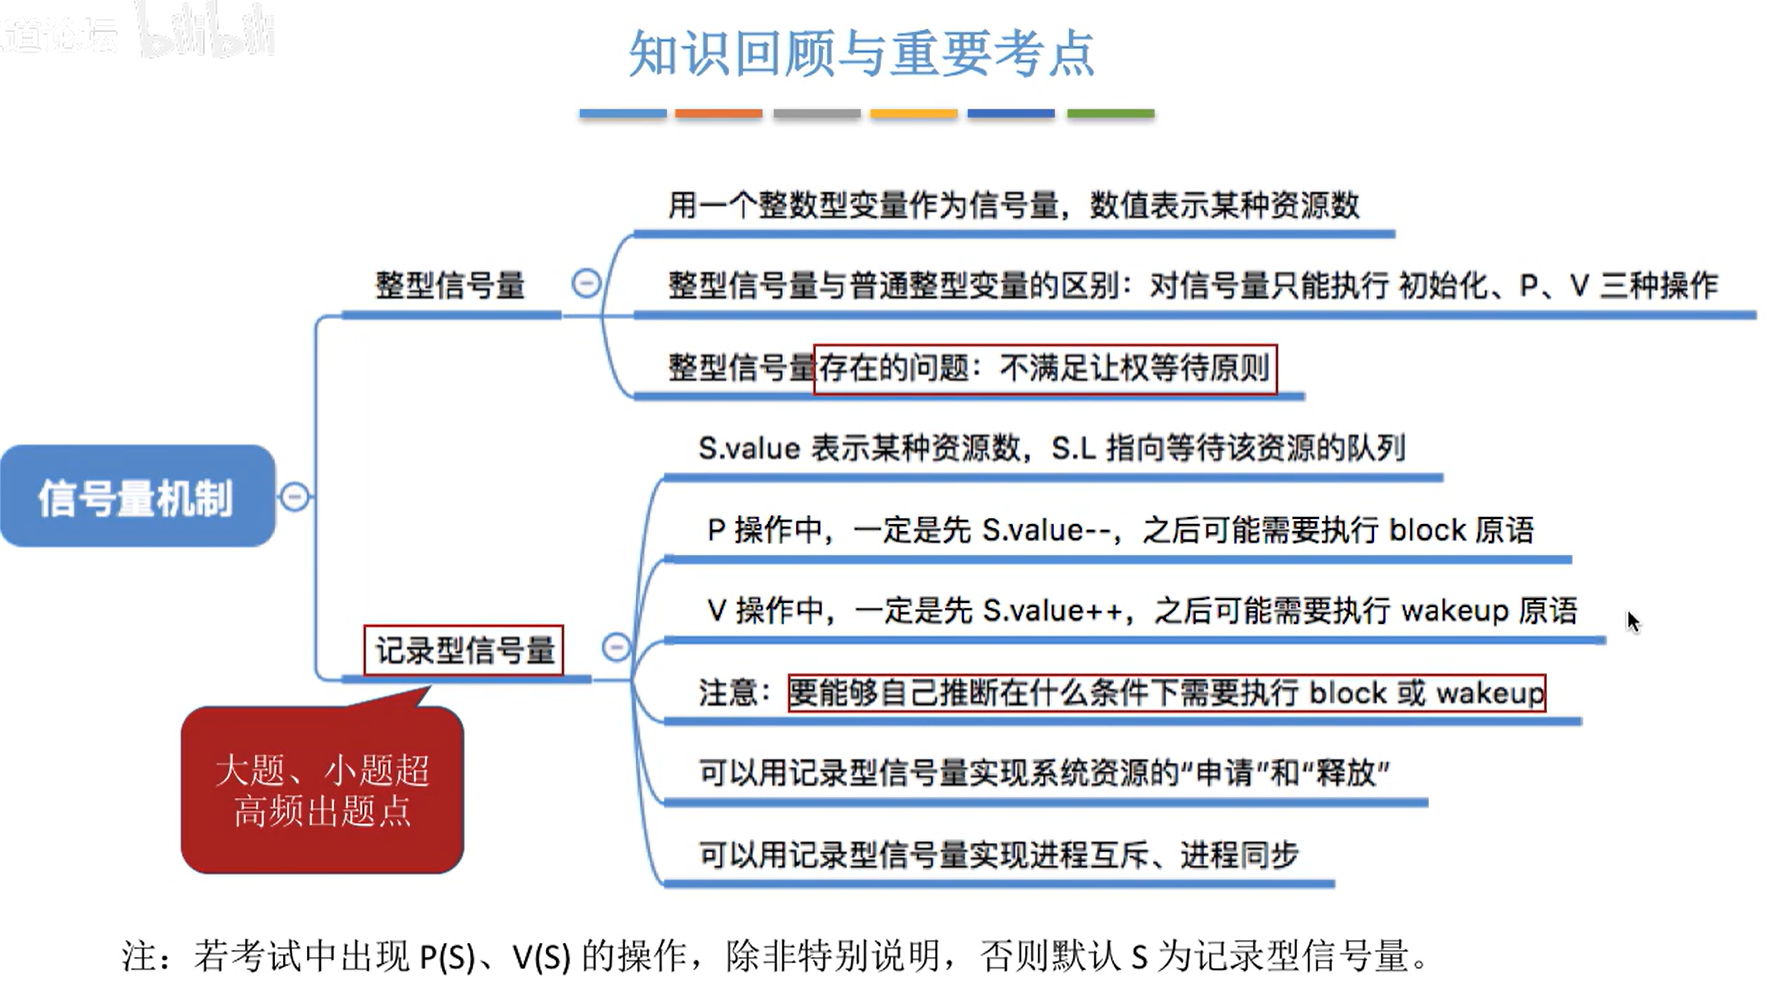 道论坛 bilibili
知识回顾与重要考点
用一个整数型变量作为信号量，数值表示某种资源数
整型信号量
整型信号量与普通整型变量的区别：对信号量只能执行 初始化、P、V 三种操作
整型信号量存在的问题：不满足让权等待原则
信号量机制
S.value 表示某种资源数，S.L 指向等待该资源的队列
P 操作中，一定是先 S.value--，之后可能需要执行 block 原语
V 操作中，一定是先 S.value++，之后可能需要执行 wakeup 原语
记录型信号量
注意：要能够自己推断在什么条件下需要执行 block 或 wakeup
可以用记录型信号量实现系统资源的“申请”和“释放”
可以用记录型信号量实现进程互斥、进程同步
大题、小题超
高频出题点
注：若考试中出现 P(S)、V(S) 的操作，除非特别说明，否则默认 S 为记录型信号量。